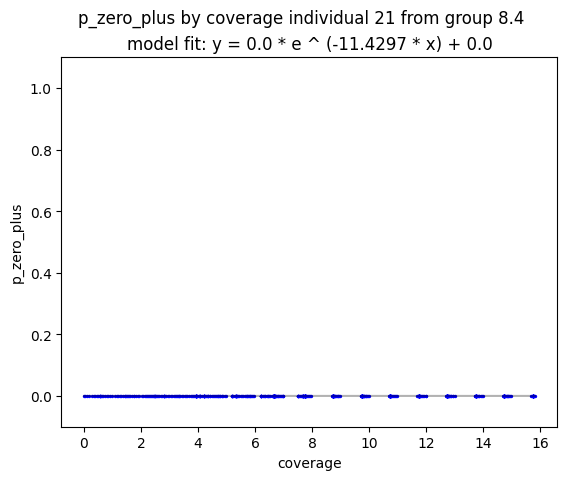 p_zero_plus by coverage individual 21 from group 8.4
model fit: y = 0.0 * e ^ (-11.4297 * x) + 0.0
1.0
0.8
0.6
0.4
0.2
0.0
p_zero_plus
0 2 4 6 8 10 12 14 16
coverage